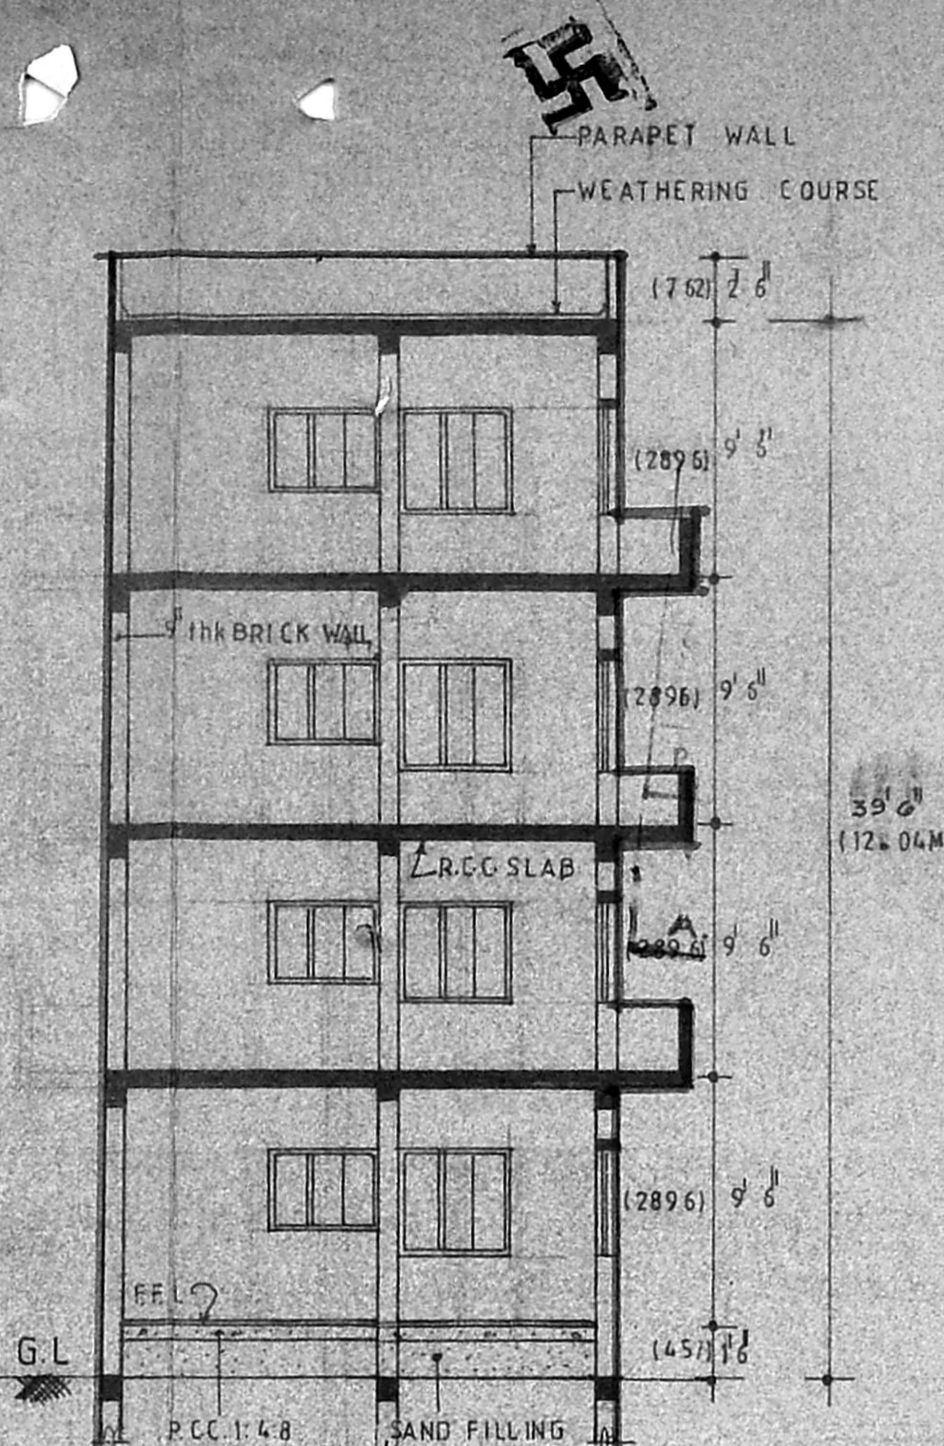 PARAPET WALL
WEATHERING COURSE
(762) 2' 6"
(2896) 9' 6"
9" thk BRICK WALL
(2896) 9' 6"
39' 6"
(12.04M
R.C.C. SLAB
A.
(2896) 9' 6"
(2896) 9' 6"
F.F.L
G.L
(457) 1' 6"
P.C.C. 1:4:8
SAND FILLING